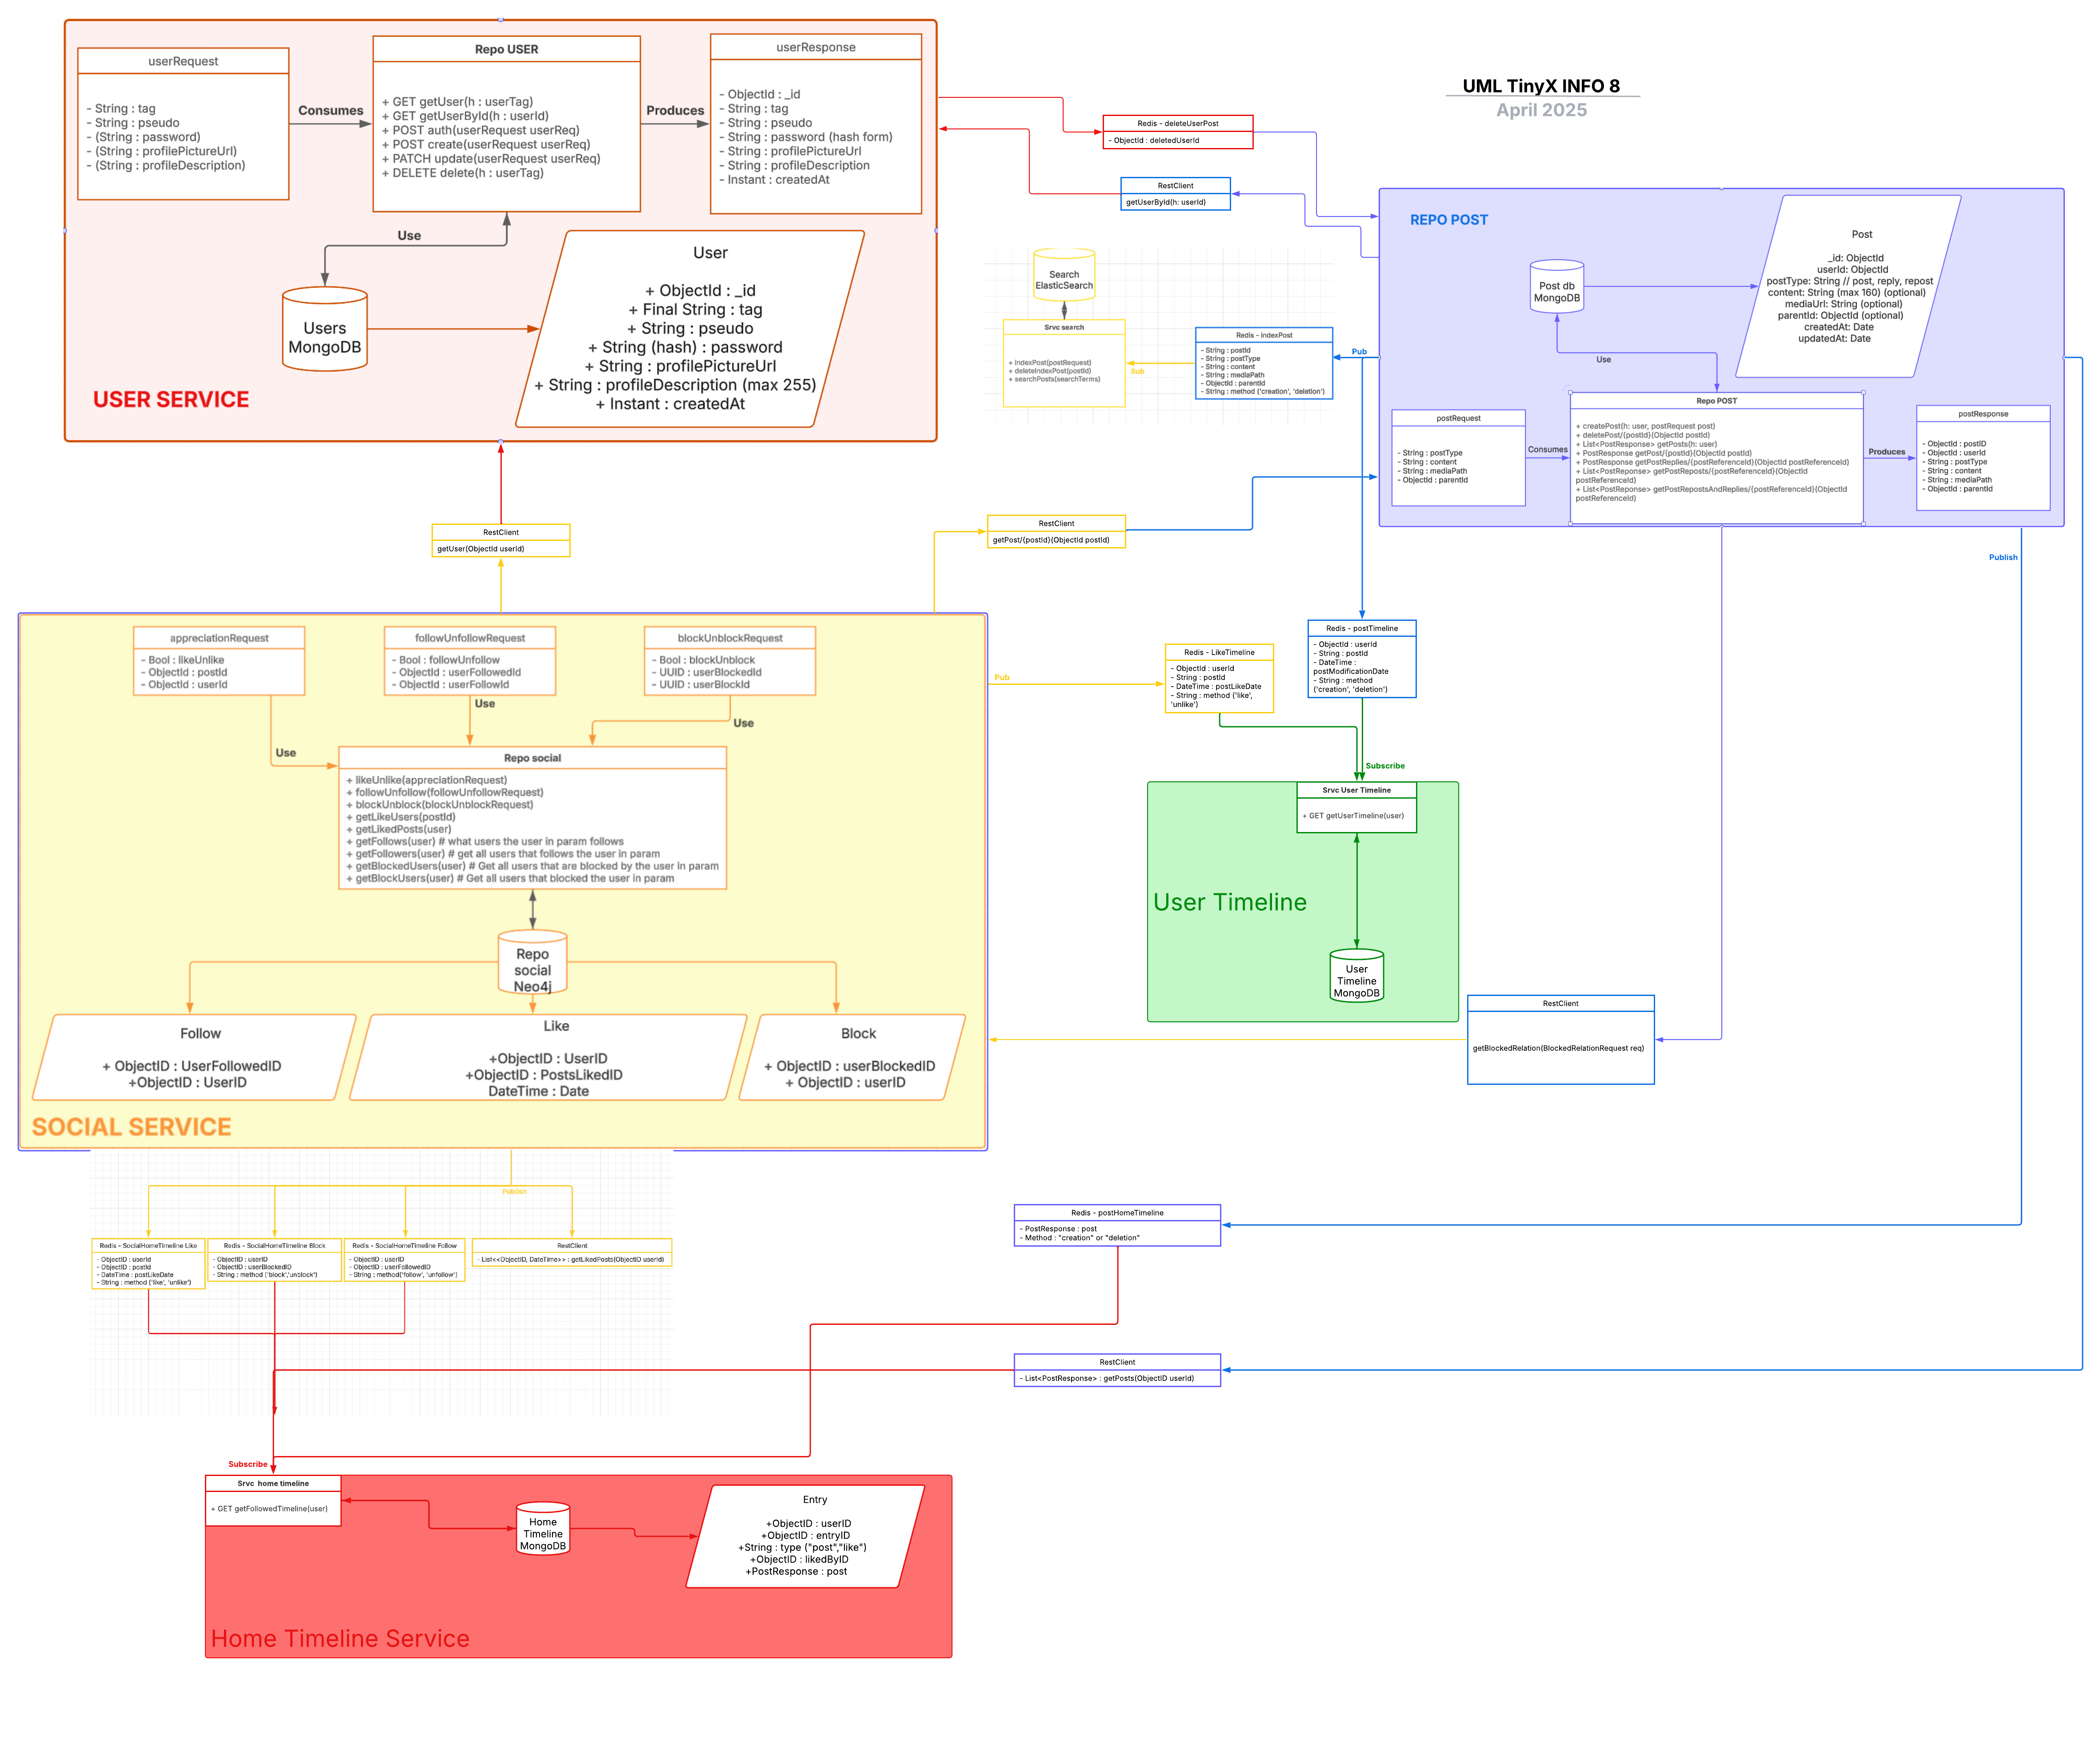 UML TinyX INFO 8
April 2025
userRequest
- String : tag
- String : pseudo
- (String : password)
- (String : profilePictureUrl)
- (String : profileDescription)
Consumes
Repo USER
+ GET getUser(h : userTag)
+ GET getUserById(h : userId)
+ POST auth(userRequest userReq)
+ POST create(userRequest userReq)
+ PATCH update(userRequest userReq)
+ DELETE delete(h : userTag)
Produces
userResponse
- ObjectId : _id
- String : tag
- String : pseudo
- String : password (hash form)
- String : profilePictureUrl
- String : profileDescription
- Instant : createdAt
Use
Users
MongoDB
User
+ ObjectId : _id
+ Final String : tag
+ String : pseudo
+ String (hash) : password
+ String : profilePictureUrl
+ String : profileDescription (max 255)
+ Instant : createdAt
USER SERVICE
Redis - deleteUserPost
- ObjectId : deletedUserId
RestClient
getUserById(h: userId)
Search
ElasticSearch
Srvc search
+ indexPost(postRequest)
+ deleteIndexPost(postId)
+ searchPosts(searchTerms)
Sub
Redis - indexPost
- String : postId
- String : postType
- String : content
- String : mediaPath
- ObjectId : parentId
- String : method ('creation', 'deletion')
Pub
REPO POST
Post db
MongoDB
Post
_id: ObjectId
userId: ObjectId
postType: String // post, reply, repost
content: String (max 160) (optional)
mediaUrl: String (optional)
parentId: ObjectId (optional)
createdAt: Date
updatedAt: Date
Use
postRequest
- String : postType
- String : content
- String : mediaPath
- ObjectId : parentId
Consumes
Repo POST
+ createPost(h: user, postRequest post)
+ deletePost/{postId}(ObjectId postId)
+ List<PostResponse> getPosts(h: user)
+ PostResponse getPost/{postId}(ObjectId postId)
+ PostResponse getPostReplies/{postReferenceId}(ObjectId postReferenceId)
+ List<PostReponse> getPostReposts/{postReferenceId}(ObjectId
postReferenceId)
+ List<PostReponse> getPostRepostsAndReplies/{postReferenceId}(ObjectId
postReferenceId)
Produces
postResponse
- ObjectId : postID
- ObjectId : userId
- String : postType
- String : content
- String : mediaPath
- ObjectId : parentId
RestClient
getUser(ObjectId userId)
RestClient
getPost/{postId}(ObjectId postId)
Publish
appreciationRequest
- Bool : likeUnlike
- ObjectId : postId
- ObjectId : userId
followUnfollowRequest
- Bool : followUnfollow
- ObjectId : userFollowedId
- ObjectId : userFollowId
blockUnblockRequest
- Bool : blockUnblock
- UUID : userBlockedId
- UUID : userBlockId
Use
Use
Use
Repo social
+ likeUnlike(appreciationRequest)
+ followUnfollow(followUnfollowRequest)
+ blockUnblock(blockUnblockRequest)
+ getLikeUsers(postId)
+ getLikedPosts(user)
+ getFollows(user) # what users the user in param follows
+ getFollowers(user) # get all users that follows the user in param
+ getBlockedUsers(user) # Get all users that are blocked by the user in param
+ getBlockUsers(user) # Get all users that blocked the user in param
Repo
social
Neo4j
Follow
+ ObjectID : UserFollowedID
+ObjectID : UserID
Like
+ObjectID : UserID
+ObjectID : PostsLikedID
DateTime : Date
Block
+ ObjectID : userBlockedID
+ ObjectID : userID
SOCIAL SERVICE
Pub
Redis - LikeTimeline
- ObjectId : userId
- String : postId
- DateTime : postLikeDate
- String : method ('like',
'unlike')
Redis - postTimeline
- ObjectId : userId
- String : postId
- DateTime :
postModificationDate
- String : method
('creation', 'deletion')
Subscribe
Srvc User Timeline
+ GET getUserTimeline(user)
User Timeline
User
Timeline
MongoDB
RestClient
getBlockedRelation(BlockedRelationRequest req)
Publish
Redis - SocialHomeTimeline Like
- ObjectID : userId
- ObjectID : postId
- DateTime : postLikeDate
- String : method ('like', 'unlike')
Redis - SocialHomeTimeline Block
- ObjectID : userID
- ObjectID : userBlockedID
- String : method ('block','unblock')
Redis - SocialHomeTimeline Follow
- ObjectID : userID
- ObjectID : userFollowedID
- String : method('follow', 'unfollow')
RestClient
- List<<ObjectID, DateTime>> : getLikedPosts(ObjectID userId)
Redis - postHomeTimeline
- PostResponse : post
- Method : "creation" or "deletion"
RestClient
- List<PostResponse> : getPosts(ObjectID userId)
Subscribe
Srvc  home timeline
+ GET getFollowedTimeline(user)
Home
Timeline
MongoDB
Entry
+ObjectID : userID
+ObjectID : entryID
+String : type ("post","like")
+ObjectID : likedByID
+PostResponse : post
Home Timeline Service